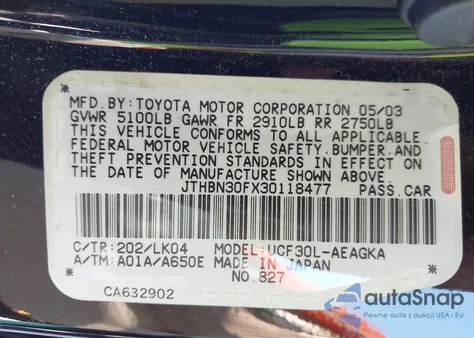 MFD.BY:TOYOTA MOTOR CORPORATION 05/03
GVWR 5100LB GAWR FR 2910LB RR 2750LB
THIS VEHICLE CONFORMS TO ALL APPLICABLE
FEDERAL MOTOR VEHICLE SAFETY,BUMPER,AND
THEFT PREVENTION STANDARDS IN EFFECT ON
THE DATE OF MANUFACTURE SHOWN ABOVE.
JTHBN30FX30118477 PASS.CAR
C/TR:202/LK04 MODEL:UCF30L-AEAGKA
A/TM:A01A/A650E MADE IN JAPAN
NO.827
CA632902
autoSnap
Jesteśmy z aukcji USA i EU